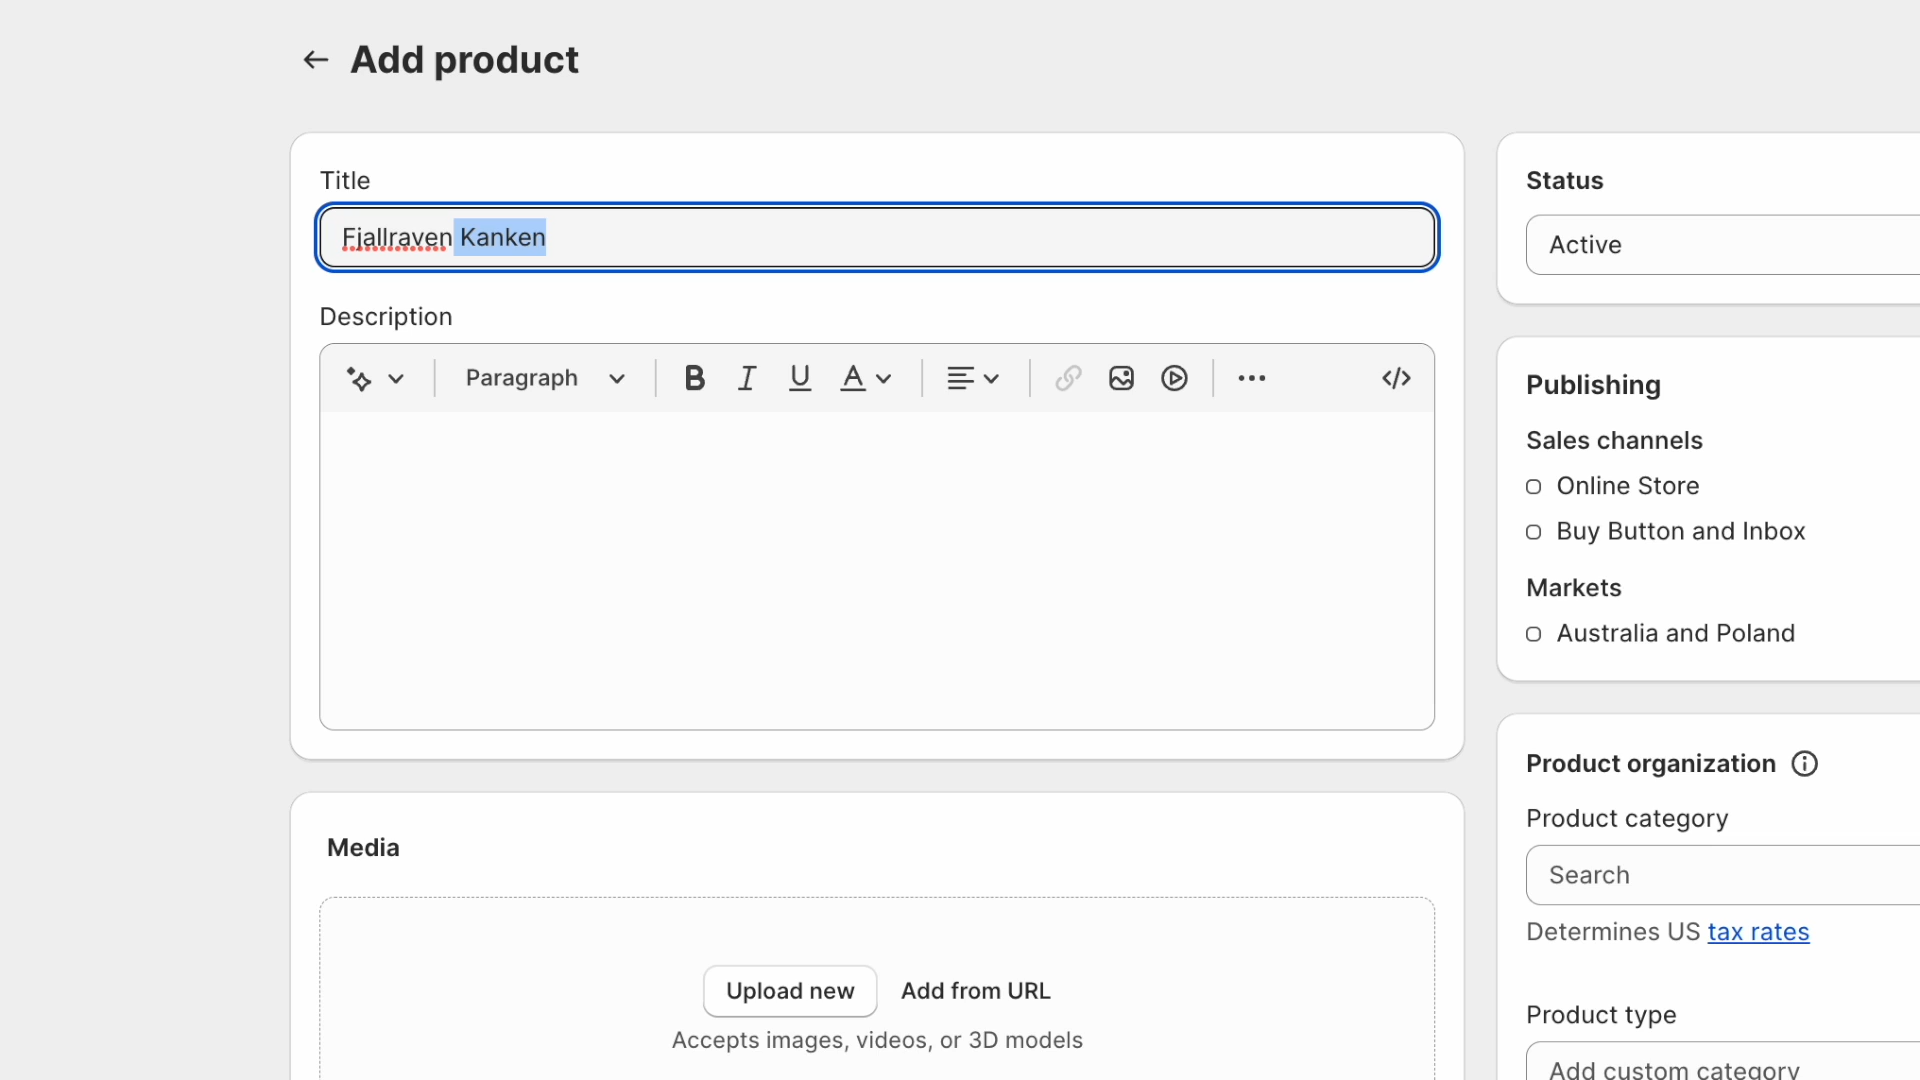 Add product
Title
Fjallraven Kanken
Description
Paragraph
Media
Upload new
Add from URL
Accepts images, videos, or 3D models
Status
Active
Publishing
Sales channels
Online Store
Buy Button and Inbox
Markets
Australia and Poland
Product organization
Product category
Search
Determines US tax rates
Product type
Add custom category